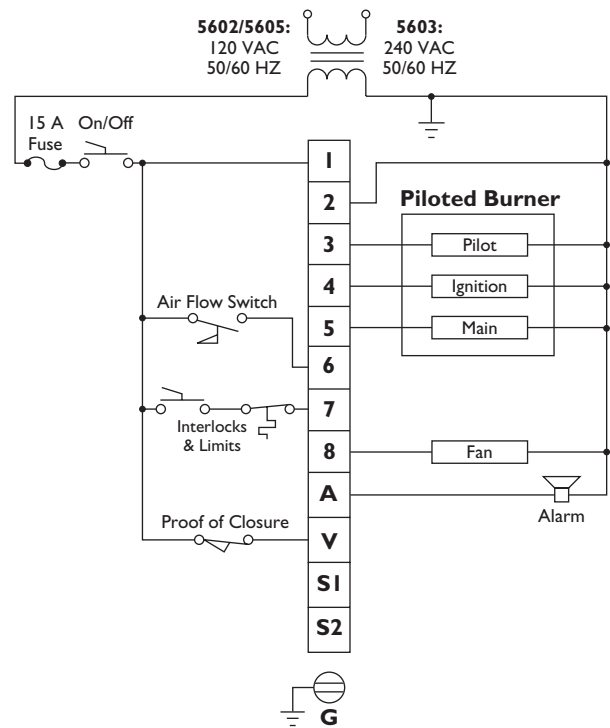 5602/5605:
120 VAC
50/60 HZ
5603:
240 VAC
50/60 HZ
15 A
Fuse
On/Off
1
2
Piloted Burner
3
Pilot
4
Ignition
Air Flow Switch
5
Main
6
7
Interlocks
& Limits
8
Fan
A
Alarm
Proof of Closure
V
S1
S2
G